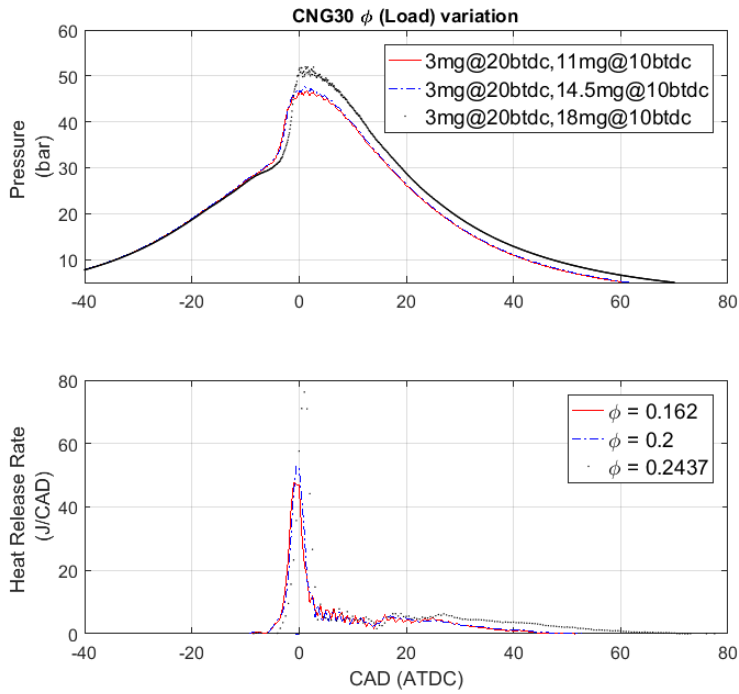 CNG30 ϕ (Load) variation
60
50
40
30
20
10
Pressure
(bar)
3mg@20btdc,11mg@10btdc
3mg@20btdc,14.5mg@10btdc
3mg@20btdc,18mg@10btdc
-40
-20
0
20
40
60
80
80
60
40
20
0
Heat Release Rate
(J/CAD)
ϕ = 0.162
ϕ = 0.2
ϕ = 0.2437
-40
-20
0
20
40
60
80
CAD (ATDC)